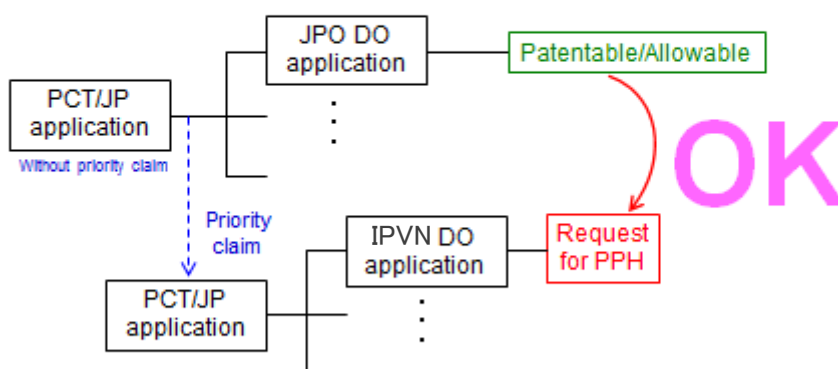 JPO DO
application
Patentable/Allowable
PCT/JP
application
Without priority claim
OK
Priority
claim
IPVN DO
application
Request
for PPH
PCT/JP
application